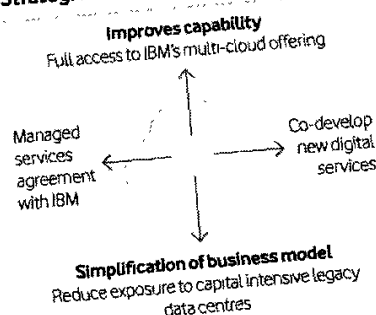 Improves capability
Full access to IBM's multi-cloud offering
Managed
services
agreement
with IBM
Co-develop
new digital
services
Simplification of business model
Reduce exposure to capital intensive legacy
data centres